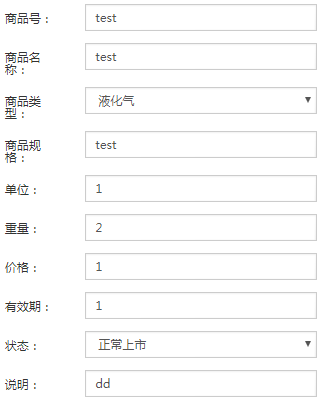 商品号： test
商品名
称： test
商品类
型： 液化气
商品规
格： test
单位： 1
重量： 2
价格： 1
有效期： 1
状态： 正常上市
说明： dd